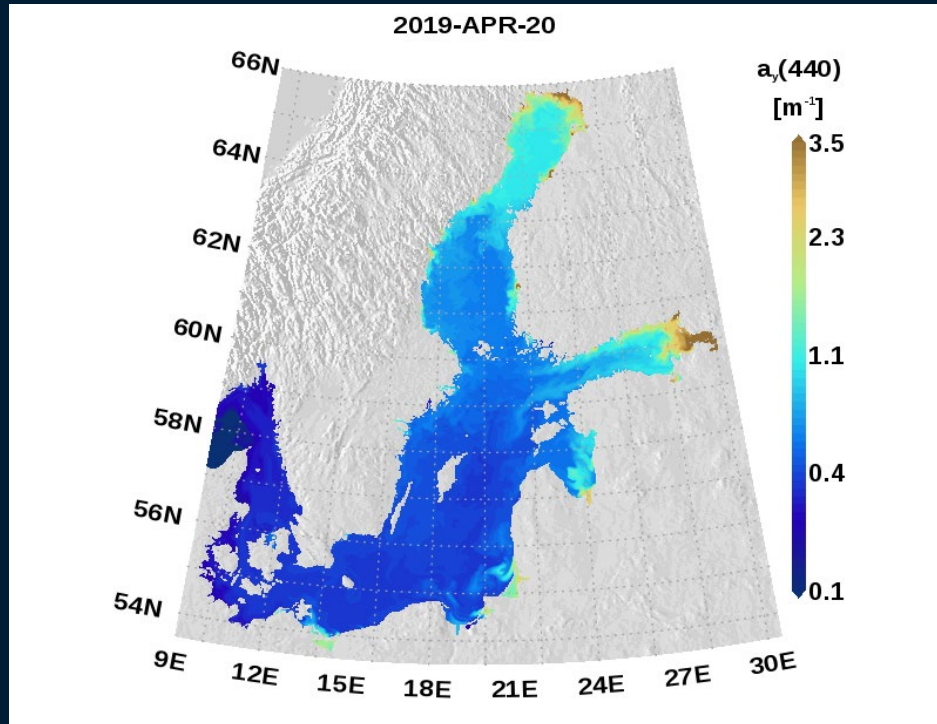 2019-APR-20
66N
64N
62N
60N
58N
56N
54N
9E
12E
15E
18E
21E
24E
27E
30E
aᵧ(440)
[m⁻¹]
3.5
2.3
1.1
0.4
0.1